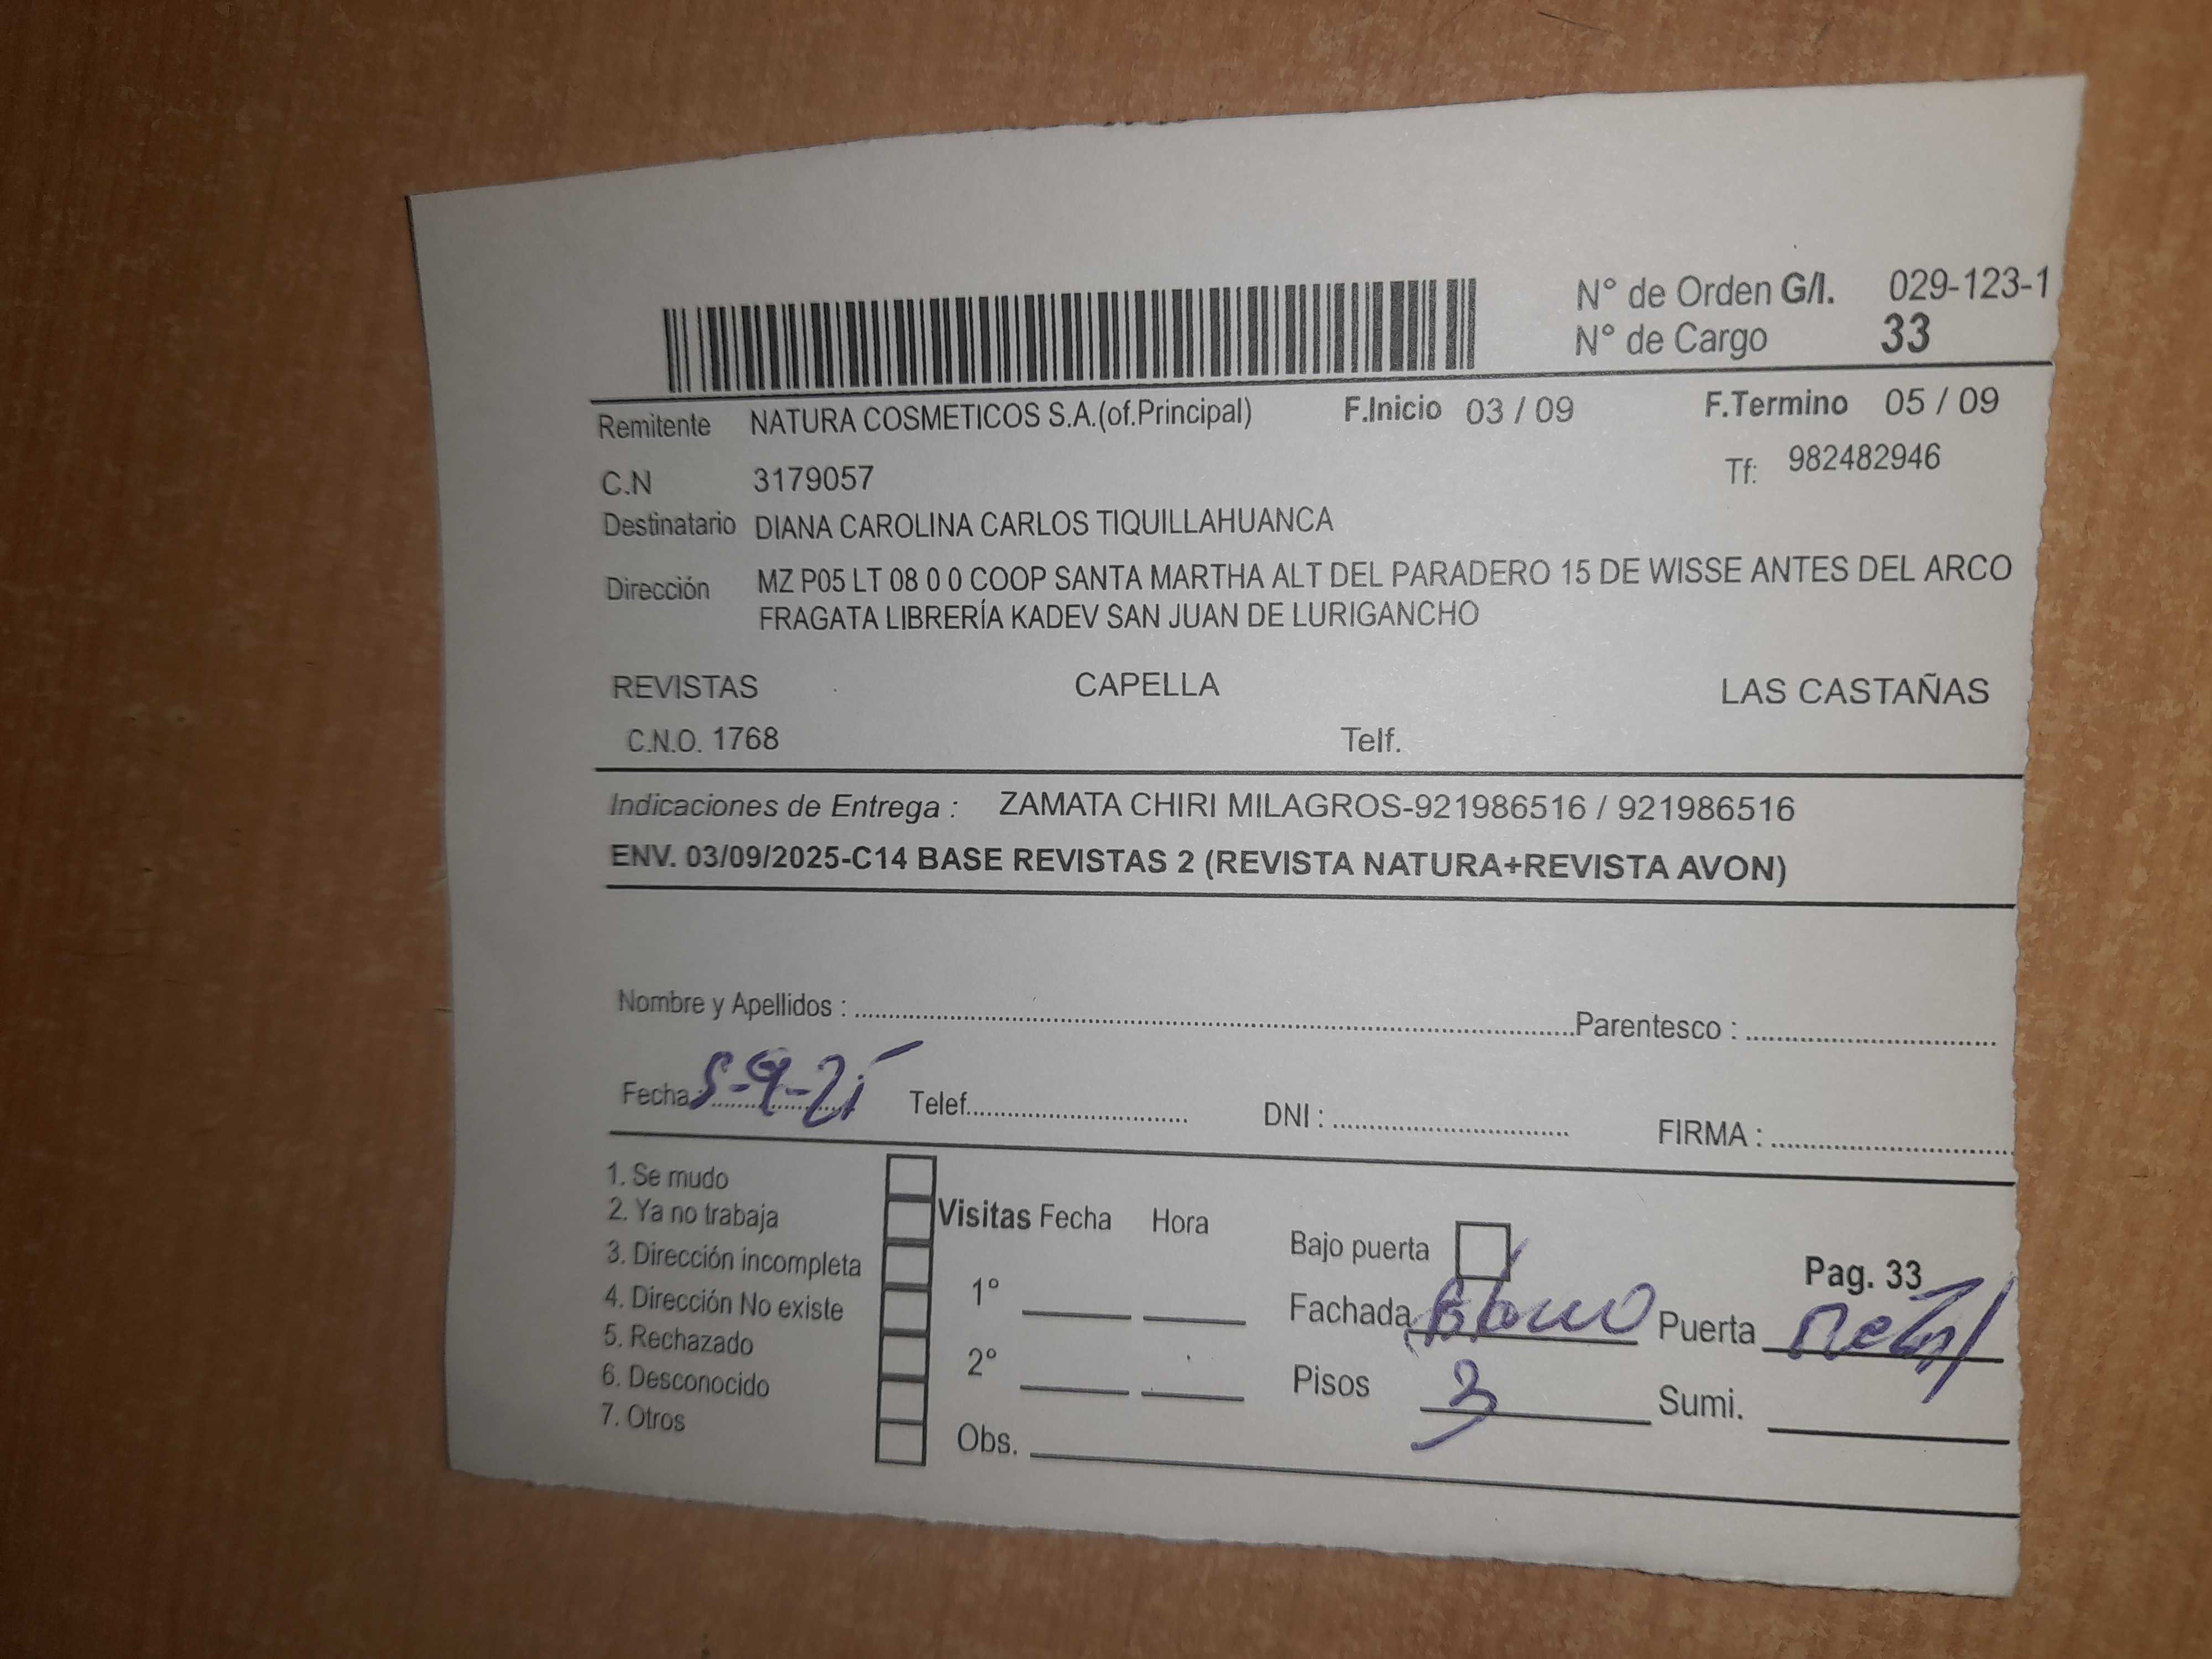 N° de Orden G/I. 029-123-1
N° de Cargo 33
Remitente NATURA COSMETICOS S.A.(of.Principal) F.Inicio 03 / 09 F.Termino 05 / 09
C.N 3179057 Tf: 982482946
Destinatario DIANA CAROLINA CARLOS TIQUILLAHUANCA
Dirección MZ P05 LT 08 0 0 COOP SANTA MARTHA ALT DEL PARADERO 15 DE WISSE ANTES DEL ARCO
FRAGATA LIBRERÍA KADEV SAN JUAN DE LURIGANCHO
REVISTAS CAPELLA LAS CASTAÑAS
C.N.O. 1768 Telf.
Indicaciones de Entrega : ZAMATA CHIRI MILAGROS-921986516 / 921986516
ENV. 03/09/2025-C14 BASE REVISTAS 2 (REVISTA NATURA+REVISTA AVON)
Nombre y Apellidos : Parentesco :
Fecha 5-9-25 Telef. DNI : FIRMA :
1. Se mudo
2. Ya no trabaja
3. Dirección incompleta
4. Dirección No existe
5. Rechazado
6. Desconocido
7. Otros
Visitas Fecha Hora
1°
2°
Obs.
Bajo puerta
Pag. 33
Fachada Puerta
Pisos 3 Sumi.